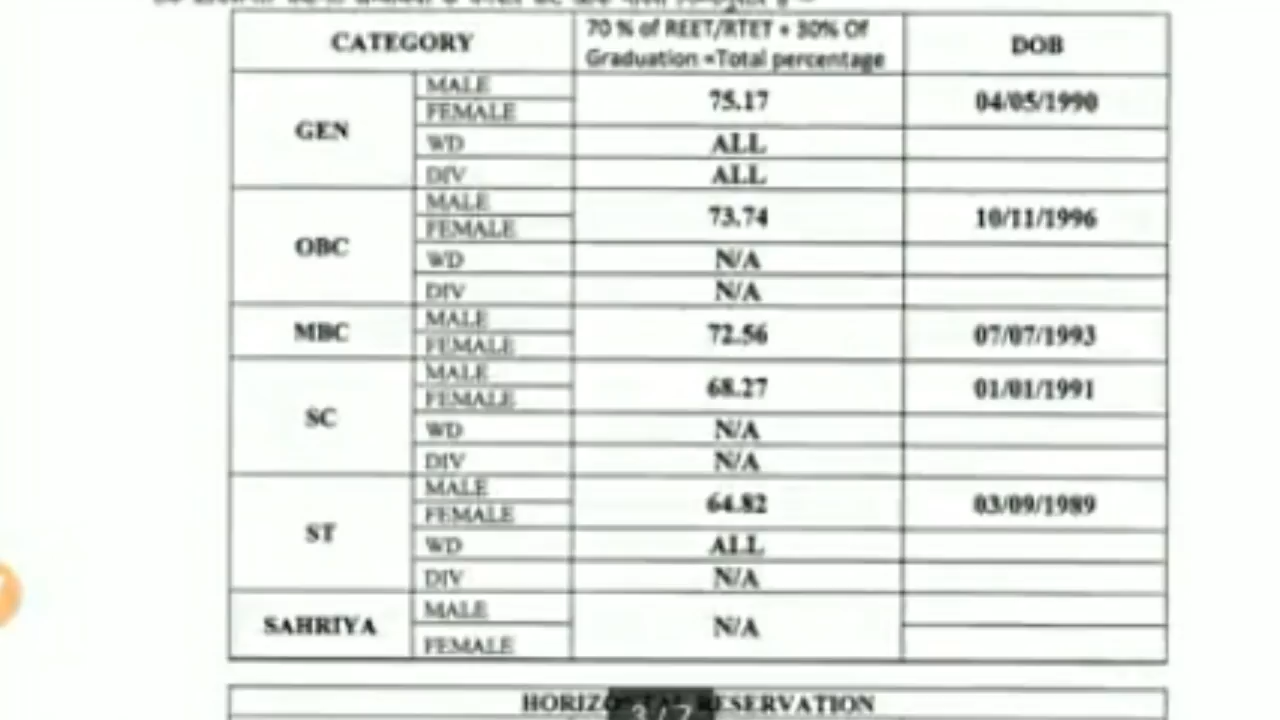 CATEGORY 70 % of REET/RTET + 30% Of DOB
Graduation =Total percentage
GEN MALE 75.17 04/05/1990
FEMALE
WD ALL
DIV ALL
OBC MALE 73.74 10/11/1996
FEMALE
WD N/A
DIV N/A
MBC MALE 72.56 07/07/1993
FEMALE
SC MALE 68.27 01/01/1991
FEMALE
WD N/A
DIV N/A
ST MALE 64.82 03/09/1989
FEMALE
WD ALL
DIV N/A
SAHRIYA MALE N/A
FEMALE
HORIZONTAL RESERVATION
3 / 7